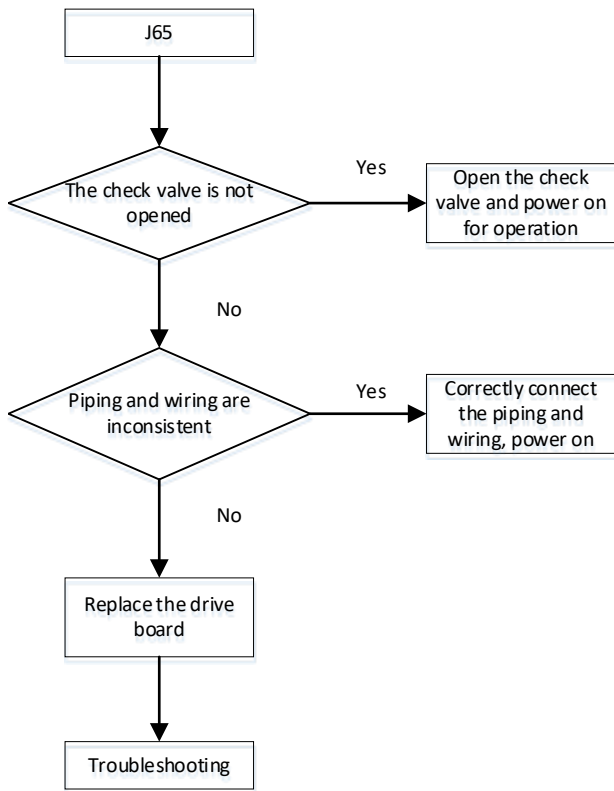 J65
The check valve is not
opened
Yes
Open the check
valve and power on
for operation
No
Piping and wiring are
inconsistent
Yes
Correctly connect
the piping and
wiring, power on
No
Replace the drive
board
Troubleshooting